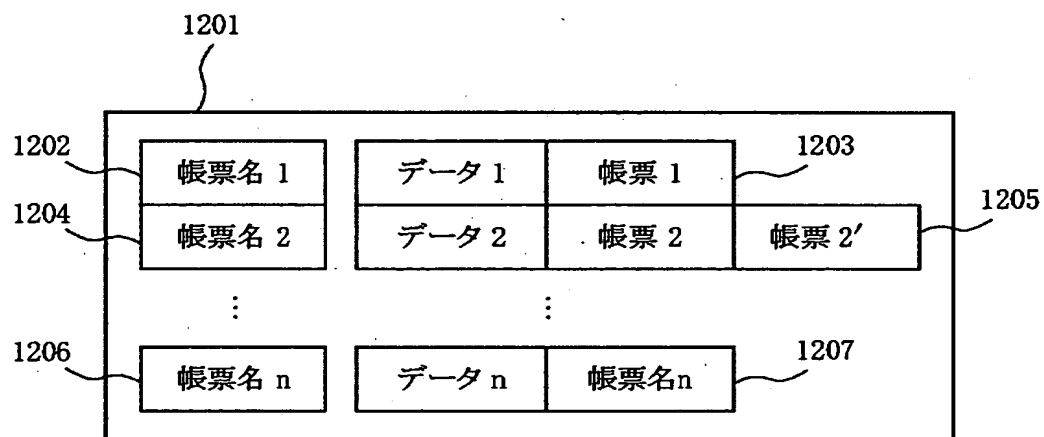 1201
1202 帳票名 1 データ 1 帳票 1 1203
1204 帳票名 2 データ 2 帳票 2 帳票 2′ 1205
⋮ ⋮
1206 帳票名 n データ n 帳票名n 1207